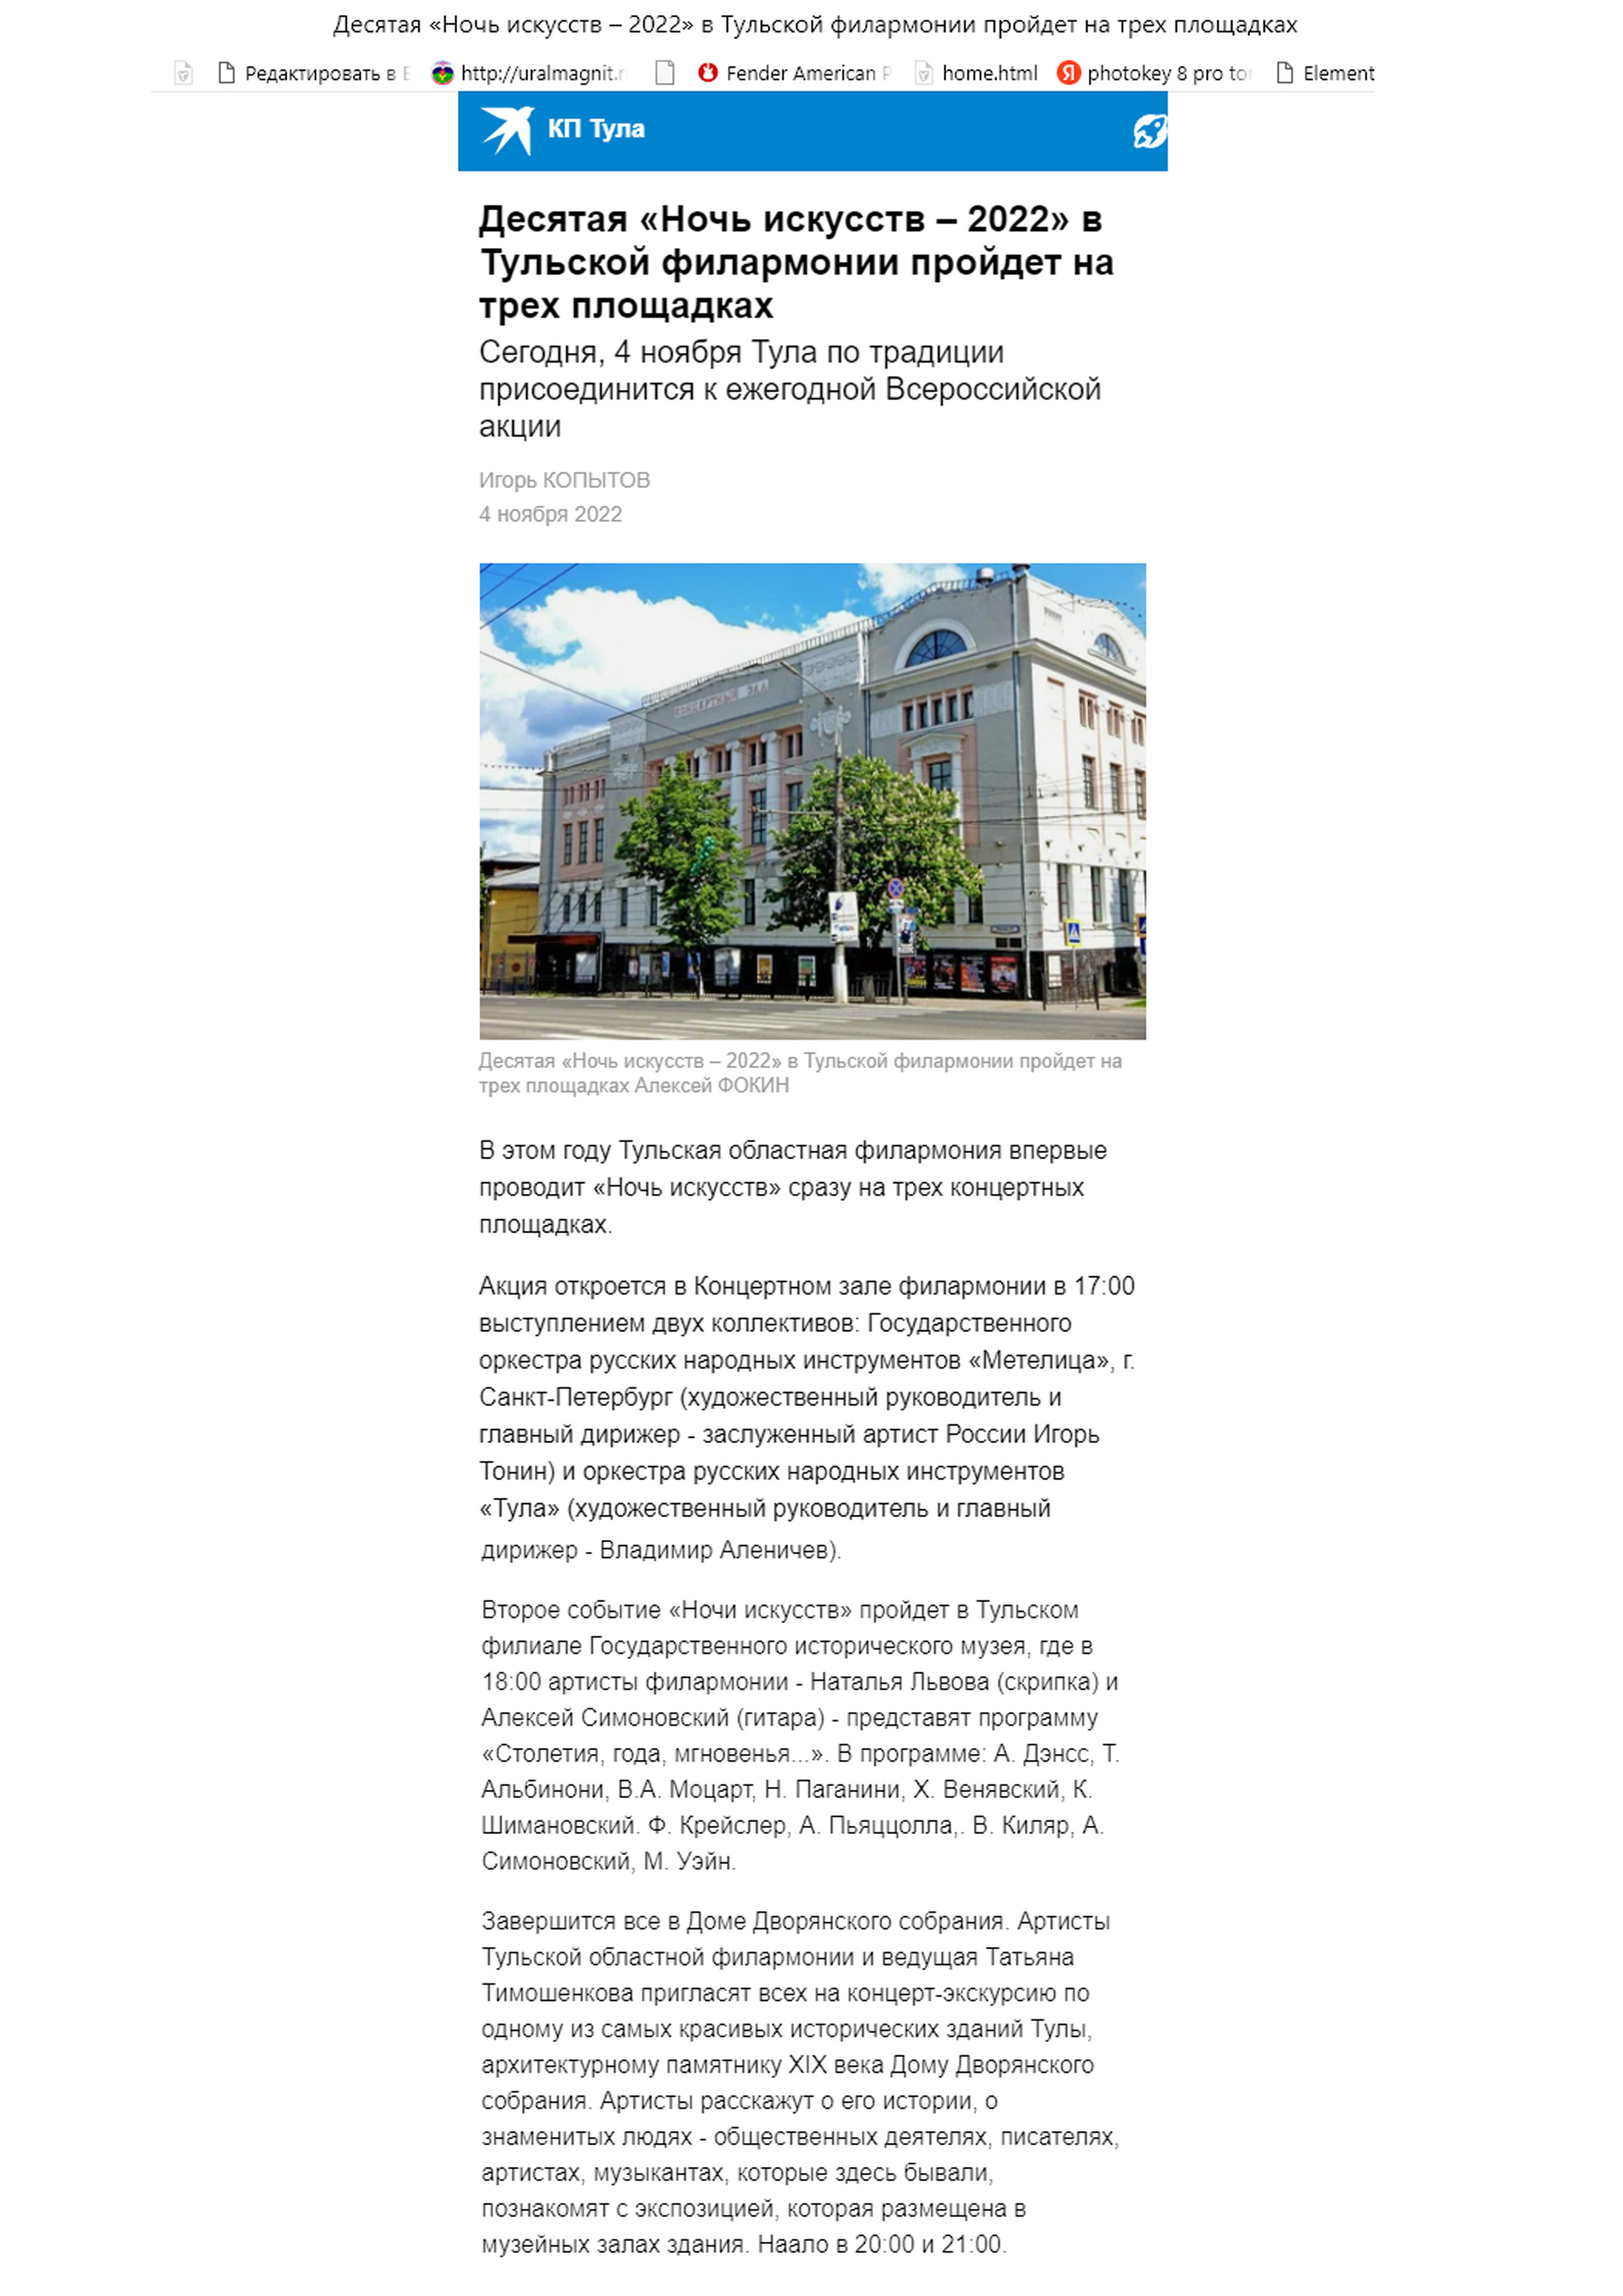 Десятая «Ночь искусств – 2022» в Тульской филармонии пройдет на трех площадках
Редактировать в http://uralmagnit. Fender American home.html photokey 8 pro Element
КП Тула
Десятая «Ночь искусств – 2022» в
Тульской филармонии пройдет на
трех площадках
Сегодня, 4 ноября Тула по традиции
присоединится к ежегодной Всероссийской
акции
Игорь КОПЫТОВ
4 ноября 2022
КОНЦЕРТНЫЙ ЗАЛ
Десятая «Ночь искусств – 2022» в Тульской филармонии пройдет на
трех площадках Алексей ФОКИН
В этом году Тульская областная филармония впервые
проводит «Ночь искусств» сразу на трех концертных
площадках.
Акция откроется в Концертном зале филармонии в 17:00
выступлением двух коллективов: Государственного
оркестра русских народных инструментов «Метелица», г.
Санкт-Петербург (художественный руководитель и
главный дирижер - заслуженный артист России Игорь
Тонин) и оркестра русских народных инструментов
«Тула» (художественный руководитель и главный
дирижер - Владимир Аленичев).
Второе событие «Ночи искусств» пройдет в Тульском
филиале Государственного исторического музея, где в
18:00 артисты филармонии - Наталья Львова (скрипка) и
Алексей Симоновский (гитара) - представят программу
«Столетия, года, мгновенья...». В программе: А. Дэнсс, Т.
Альбинони, В.А. Моцарт, Н. Паганини, Х. Венявский, К.
Шимановский. Ф. Крейслер, А. Пьяццолла,. В. Киляр, А.
Симоновский, М. Уэйн.
Завершится все в Доме Дворянского собрания. Артисты
Тульской областной филармонии и ведущая Татьяна
Тимошенкова пригласят всех на концерт-экскурсию по
одному из самых красивых исторических зданий Тулы,
архитектурному памятнику XIX века Дому Дворянского
собрания. Артисты расскажут о его истории, о
знаменитых людях - общественных деятелях, писателях,
артистах, музыкантах, которые здесь бывали,
познакомят с экспозицией, которая размещена в
музейных залах здания. Наало в 20:00 и 21:00.